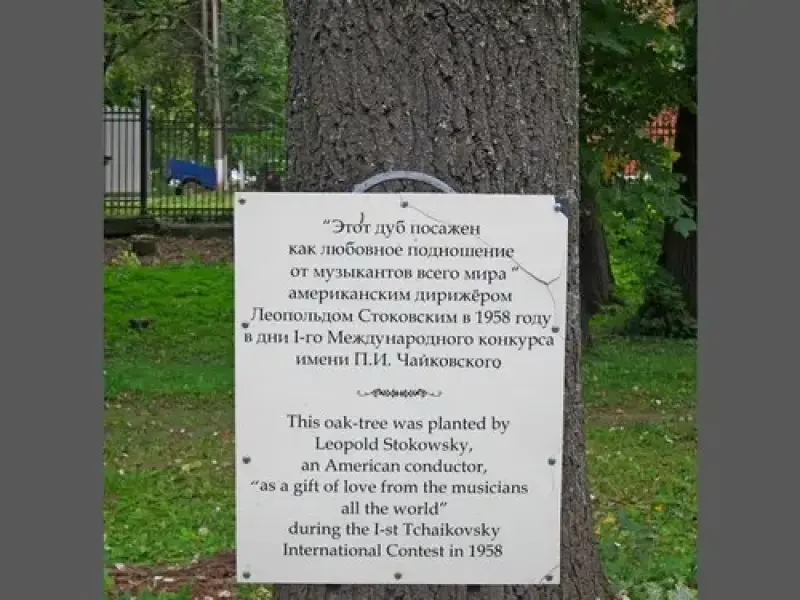 "Этот дуб посажен
как любовное подношение
от музыкантов всего мира"
американским дирижёром
Леопольдом Стоковским в 1958 году
в дни I-го Международного конкурса
имени П.И. Чайковского
This oak-tree was planted by
Leopold Stokowsky,
an American conductor,
"as a gift of love from the musicians
all the world"
during the I-st Tchaikovsky
International Contest in 1958